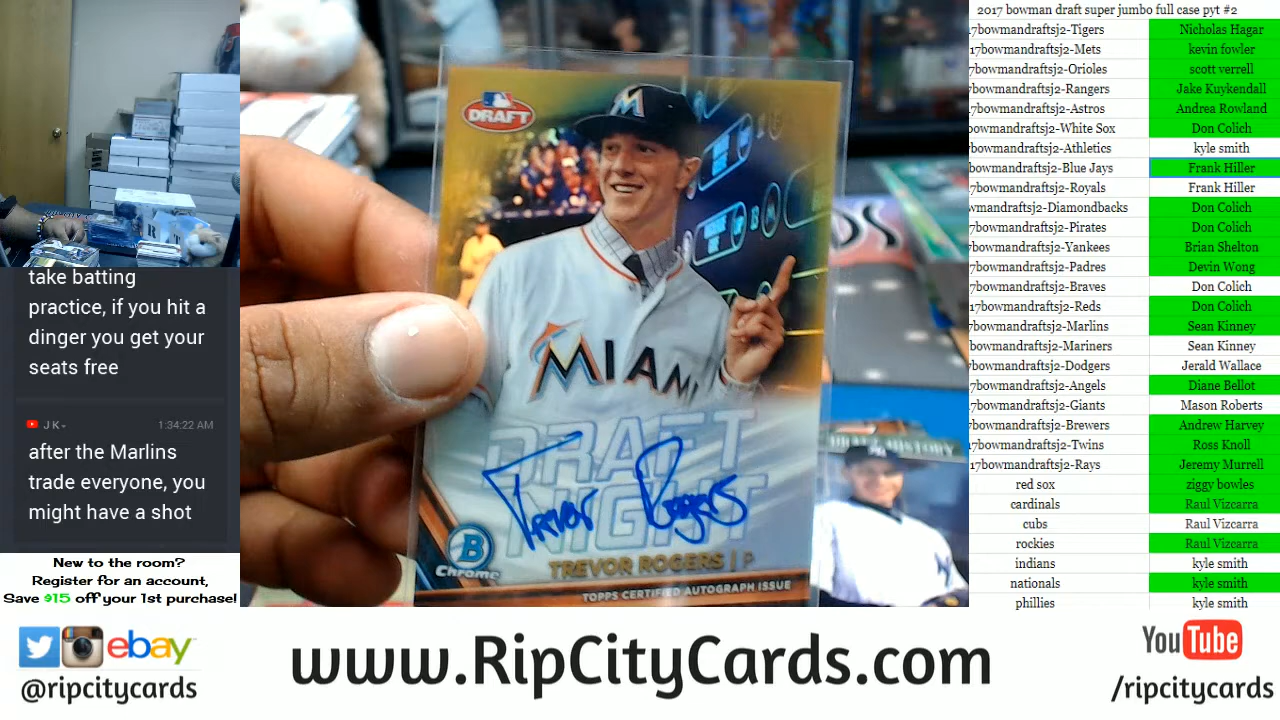 take batting
practice, if you hit a
dinger you get your
seats free
J K
1:34:22 AM
after the Marlins
trade everyone, you
might have a shot
New to the room?
Register for an account,
Save $15 off your 1st purchase!
DRAFT
M
MIAM
DRAFT
NIGHT
Trevor Rogers
B
Chrome
TREVOR ROGERS | P
TOPPS CERTIFIED AUTOGRAPH ISSUE
HISTORY
2017 bowman draft super jumbo full case pyt #2
17bowmandraftsj2-Tigers Nicholas Hagar
7bowmandraftsj2-Mets kevin fowler
7bowmandraftsj2-Orioles scott verrell
7bowmandraftsj2-Rangers Jake Kuykendall
7bowmandraftsj2-Astros Andrea Rowland
bowmandraftsj2-White Sox Don Colich
7bowmandraftsj2-Athletics kyle smith
bowmandraftsj2-Blue Jays Frank Hiller
7bowmandraftsj2-Royals Frank Hiller
wmandraftsj2-Diamondbacks Don Colich
7bowmandraftsj2-Pirates Don Colich
7bowmandraftsj2-Yankees Brian Shelton
7bowmandraftsj2-Padres Devin Wong
7bowmandraftsj2-Braves Don Colich
17bowmandraftsj2-Reds Don Colich
7bowmandraftsj2-Marlins Sean Kinney
7bowmandraftsj2-Mariners Sean Kinney
7bowmandraftsj2-Dodgers Jerald Wallace
17bowmandraftsj2-Angels Diane Bellot
17bowmandraftsj2-Giants Mason Roberts
7bowmandraftsj2-Brewers Andrew Harvey
17bowmandraftsj2-Twins Ross Knoll
17bowmandraftsj2-Rays Jeremy Murrell
red sox ziggy bowles
cardinals Raul Vizcarra
cubs Raul Vizcarra
rockies Raul Vizcarra
indians kyle smith
nationals kyle smith
phillies kyle smith
ebay
@ripcitycards
www.RipCityCards.com
YouTube
/ripcitycards